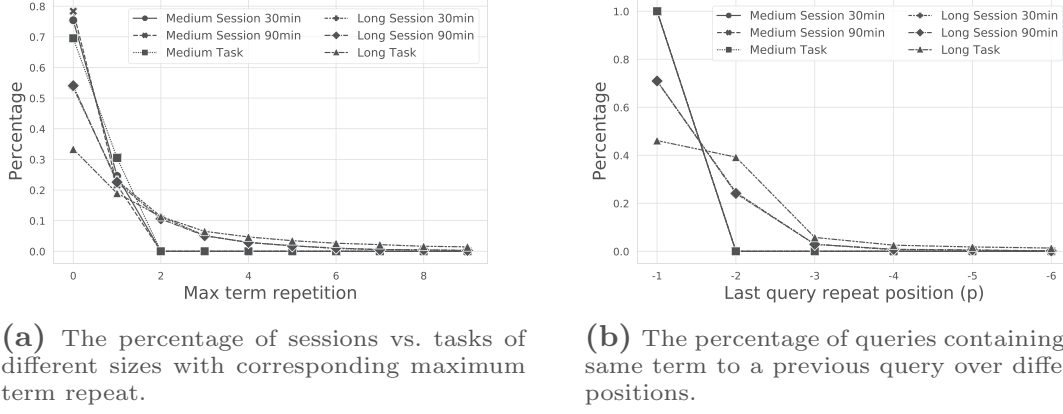 0.8
0.7
0.6
0.5
0.4
0.3
0.2
0.1
0.0
Percentage
Medium Session 30min
Medium Session 90min
Medium Task
Long Session 30min
Long Session 90min
Long Task
0 2 4 6 8
Max term repetition
(a) The percentage of sessions vs. tasks of
different sizes with corresponding maximum
term repeat.
1.0
0.8
0.6
0.4
0.2
0.0
Percentage
Medium Session 30min
Medium Session 90min
Medium Task
Long Session 30min
Long Session 90min
Long Task
-1 -2 -3 -4 -5 -6
Last query repeat position (p)
(b) The percentage of queries containing
same term to a previous query over diffe
positions.